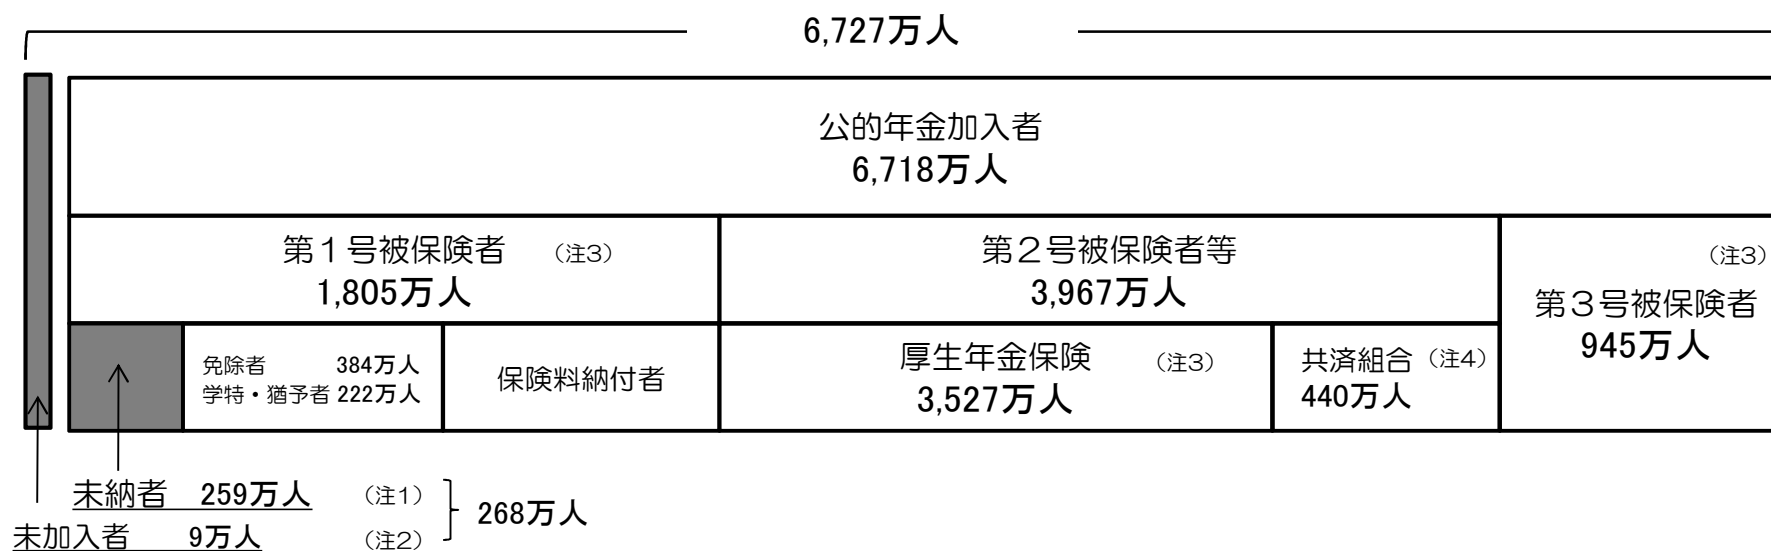 6,727万人
公的年金加入者
6,718万人
第１号被保険者　（注3）
1,805万人
第２号被保険者等
3,967万人
（注3）
第３号被保険者
945万人
免除者　384万人
学特・猶予者 222万人
保険料納付者
厚生年金保険　（注3）
3,527万人
共済組合（注4）
440万人
未納者　259万人　（注1）
未加入者　9万人　（注2）
268万人